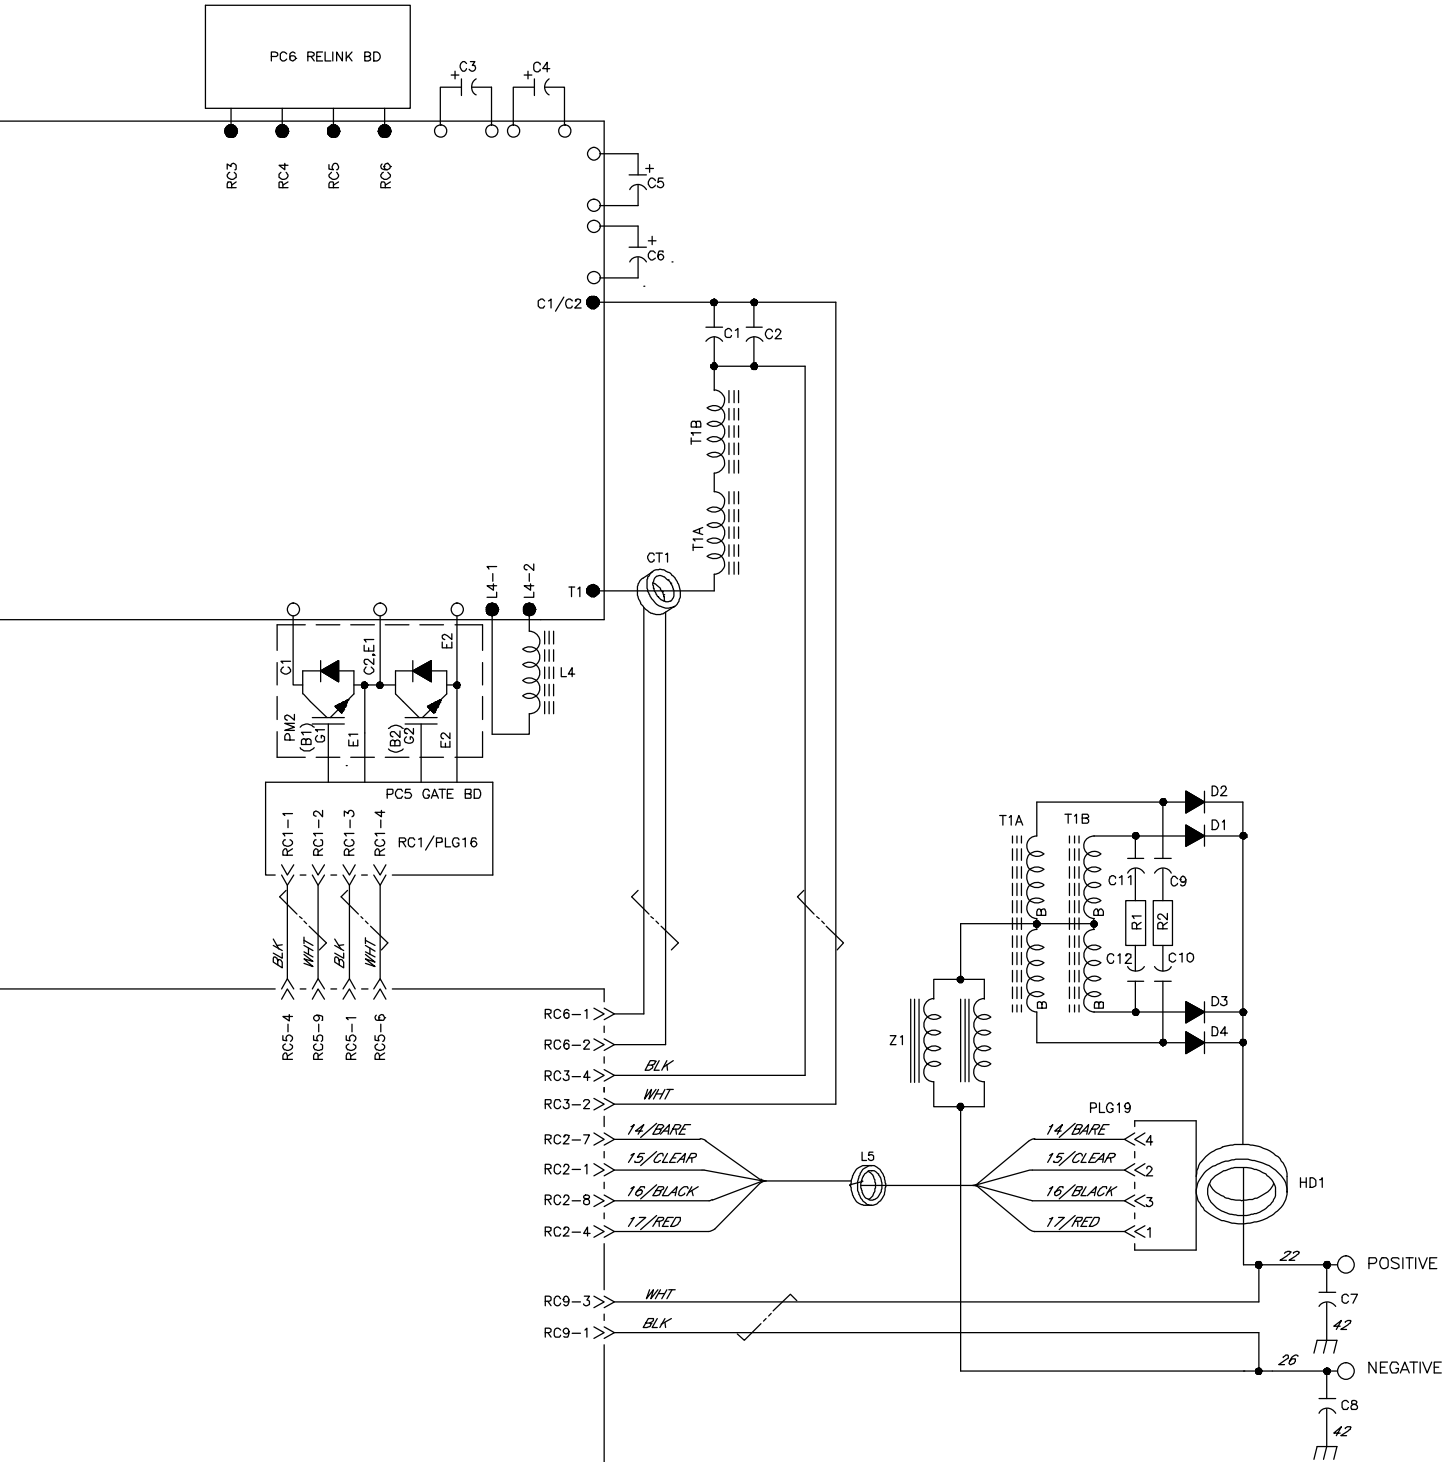 PC6 RELINK BD
+
C3
+
C4
RC3
RC4
RC5
RC6
+
C5
+
C6
C1/C2
C1
C2
T1B
T1A
CT1
T1
L4-1
L4-2
L4
C1
C2,E1
E2
PM2
(B1)
G1
E1
(B2)
G2
E2
PC5 GATE BD
RC1/PLG16
RC1-1
RC1-2
RC1-3
RC1-4
BLK
WHT
BLK
WHT
RC5-4
RC5-9
RC5-1
RC5-6
D2
T1A
T1B
D1
C11
C9
B
B
R1
R2
C12
C10
B
B
D3
D4
Z1
RC6-1
RC6-2
RC3-4
BLK
RC3-2
WHT
PLG19
RC2-7
14/BARE
14/BARE
4
RC2-1
15/CLEAR
L5
15/CLEAR
2
RC2-8
16/BLACK
16/BLACK
3
HD1
RC2-4
17/RED
17/RED
1
22
POSITIVE
RC9-3
WHT
C7
RC9-1
BLK
42
26
NEGATIVE
C8
42